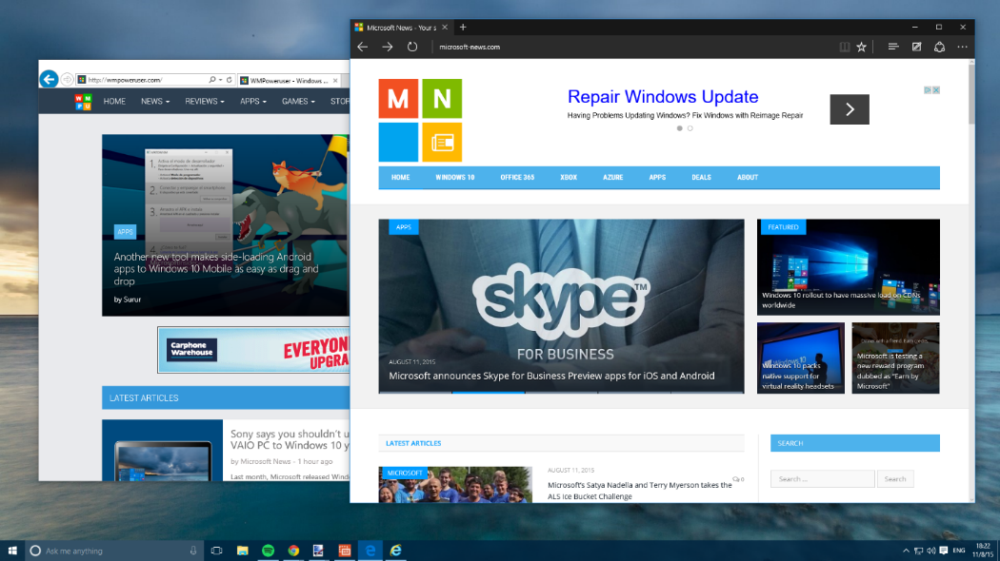 Microsoft News - Your s
microsoft-news.com
http://wmpoweruser.com/
WMPoweruser - Windows ...
W M
P U
HOME NEWS REVIEWS APPS GAMES STOR
APPS
Another new tool makes side-loading Android
apps to Windows 10 Mobile as easy as drag and
drop
by Surur
Carphone
Warehouse
EVERYON
UPGRA
LATEST ARTICLES
Sony says you shouldn't u
VAIO PC to Windows 10 y
by Microsoft News - 1 hour ago
Last month, Microsoft released Wind
M N
Repair Windows Update
Having Problems Updating Windows? Fix Windows with Reimage Repair
HOME WINDOWS 10 OFFICE 365 XBOX AZURE APPS DEALS ABOUT
APPS
skype™
FOR BUSINESS
AUGUST 11, 2015
Microsoft announces Skype for Business Preview apps for iOS and Android
FEATURED
Windows 10 rollout to have massive load on CDNs
worldwide
Windows 10 packs
native support for
virtual reality headsets
Microsoft is testing a
new reward program
dubbed as "Earn by
Microsoft"
LATEST ARTICLES
MICROSOFT
AUGUST 11, 2015
0
Microsoft's Satya Nadella and Terry Myerson takes the
ALS Ice Bucket Challenge
SEARCH
Search ...
Search
Ask me anything
ENG
18:22
11/8/15